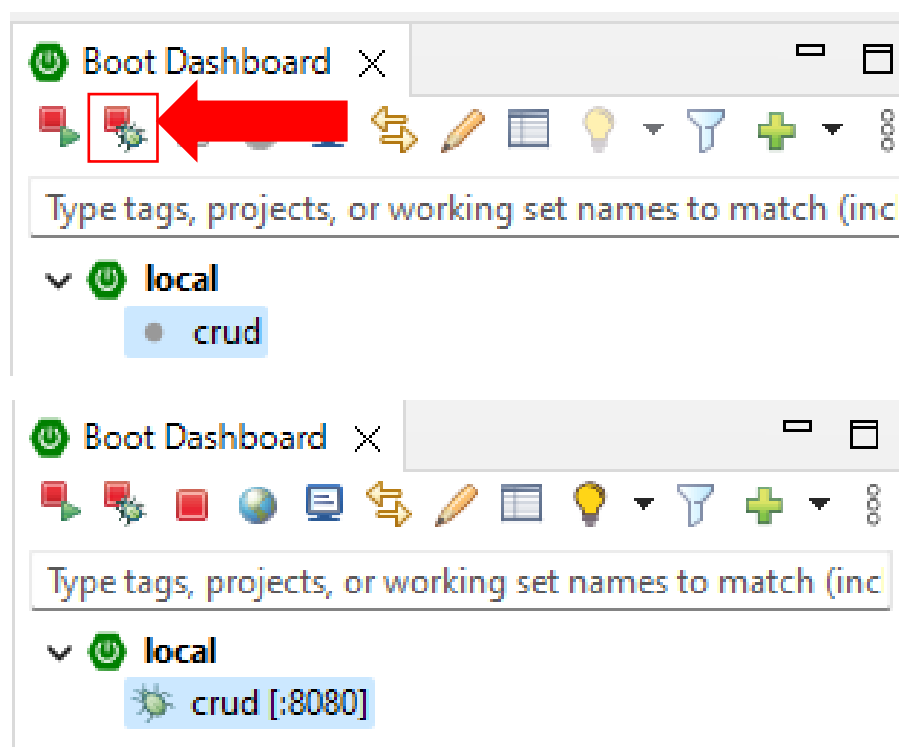 Boot Dashboard
Type tags, projects, or working set names to match (inc
local
crud
Boot Dashboard
Type tags, projects, or working set names to match (inc
local
crud [:8080]